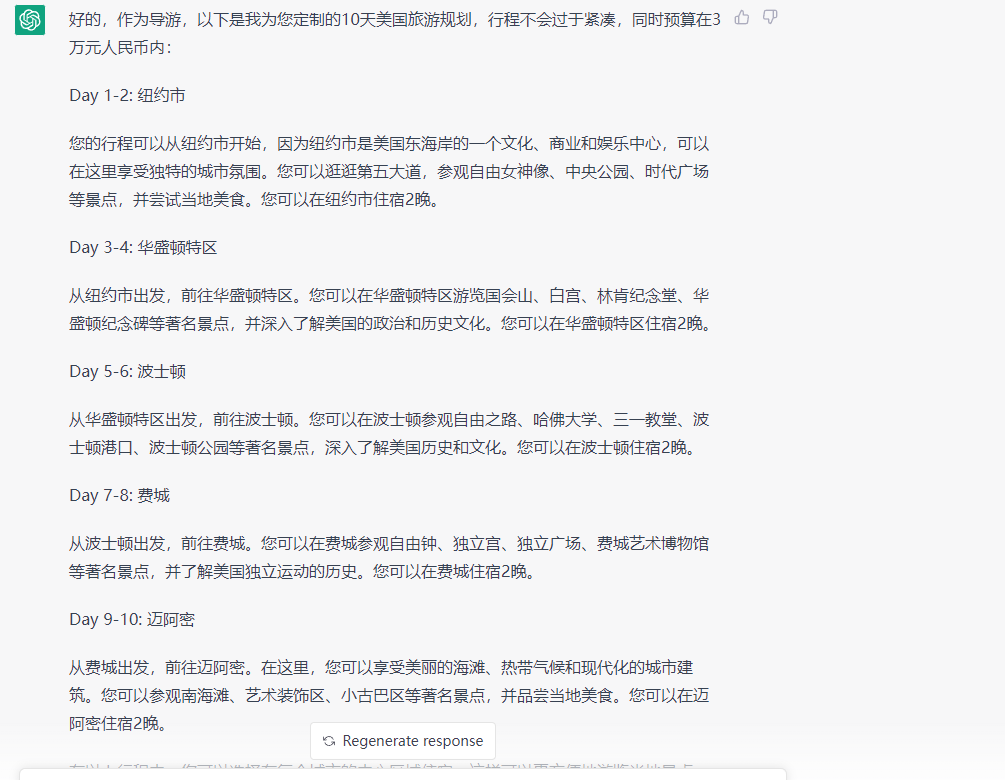 好的，作为导游，以下是我为您定制的10天美国旅游规划，行程不会过于紧凑，同时预算在3
万元人民币内：
Day 1-2: 纽约市
您的行程可以从纽约市开始，因为纽约市是美国东海岸的一个文化、商业和娱乐中心，可以
在这里享受独特的城市氛围。您可以逛逛第五大道，参观自由女神像、中央公园、时代广场
等景点，并尝试当地美食。您可以在纽约市住宿2晚。
Day 3-4: 华盛顿特区
从纽约市出发，前往华盛顿特区。您可以在华盛顿特区游览国会山、白宫、林肯纪念堂、华
盛顿纪念碑等著名景点，并深入了解美国的政治和历史文化。您可以在华盛顿特区住宿2晚。
Day 5-6: 波士顿
从华盛顿特区出发，前往波士顿。您可以在波士顿参观自由之路、哈佛大学、三一教堂、波
士顿港口、波士顿公园等著名景点，深入了解美国历史和文化。您可以在波士顿住宿2晚。
Day 7-8: 费城
从波士顿出发，前往费城。您可以在费城参观自由钟、独立宫、独立广场、费城艺术博物馆
等著名景点，并了解美国独立运动的历史。您可以在费城住宿2晚。
Day 9-10: 迈阿密
从费城出发，前往迈阿密。在这里，您可以享受美丽的海滩、热带气候和现代化的城市建
筑。您可以参观南海滩、艺术装饰区、小古巴区等著名景点，并品尝当地美食。您可以在迈
阿密住宿2晚。
Regenerate response